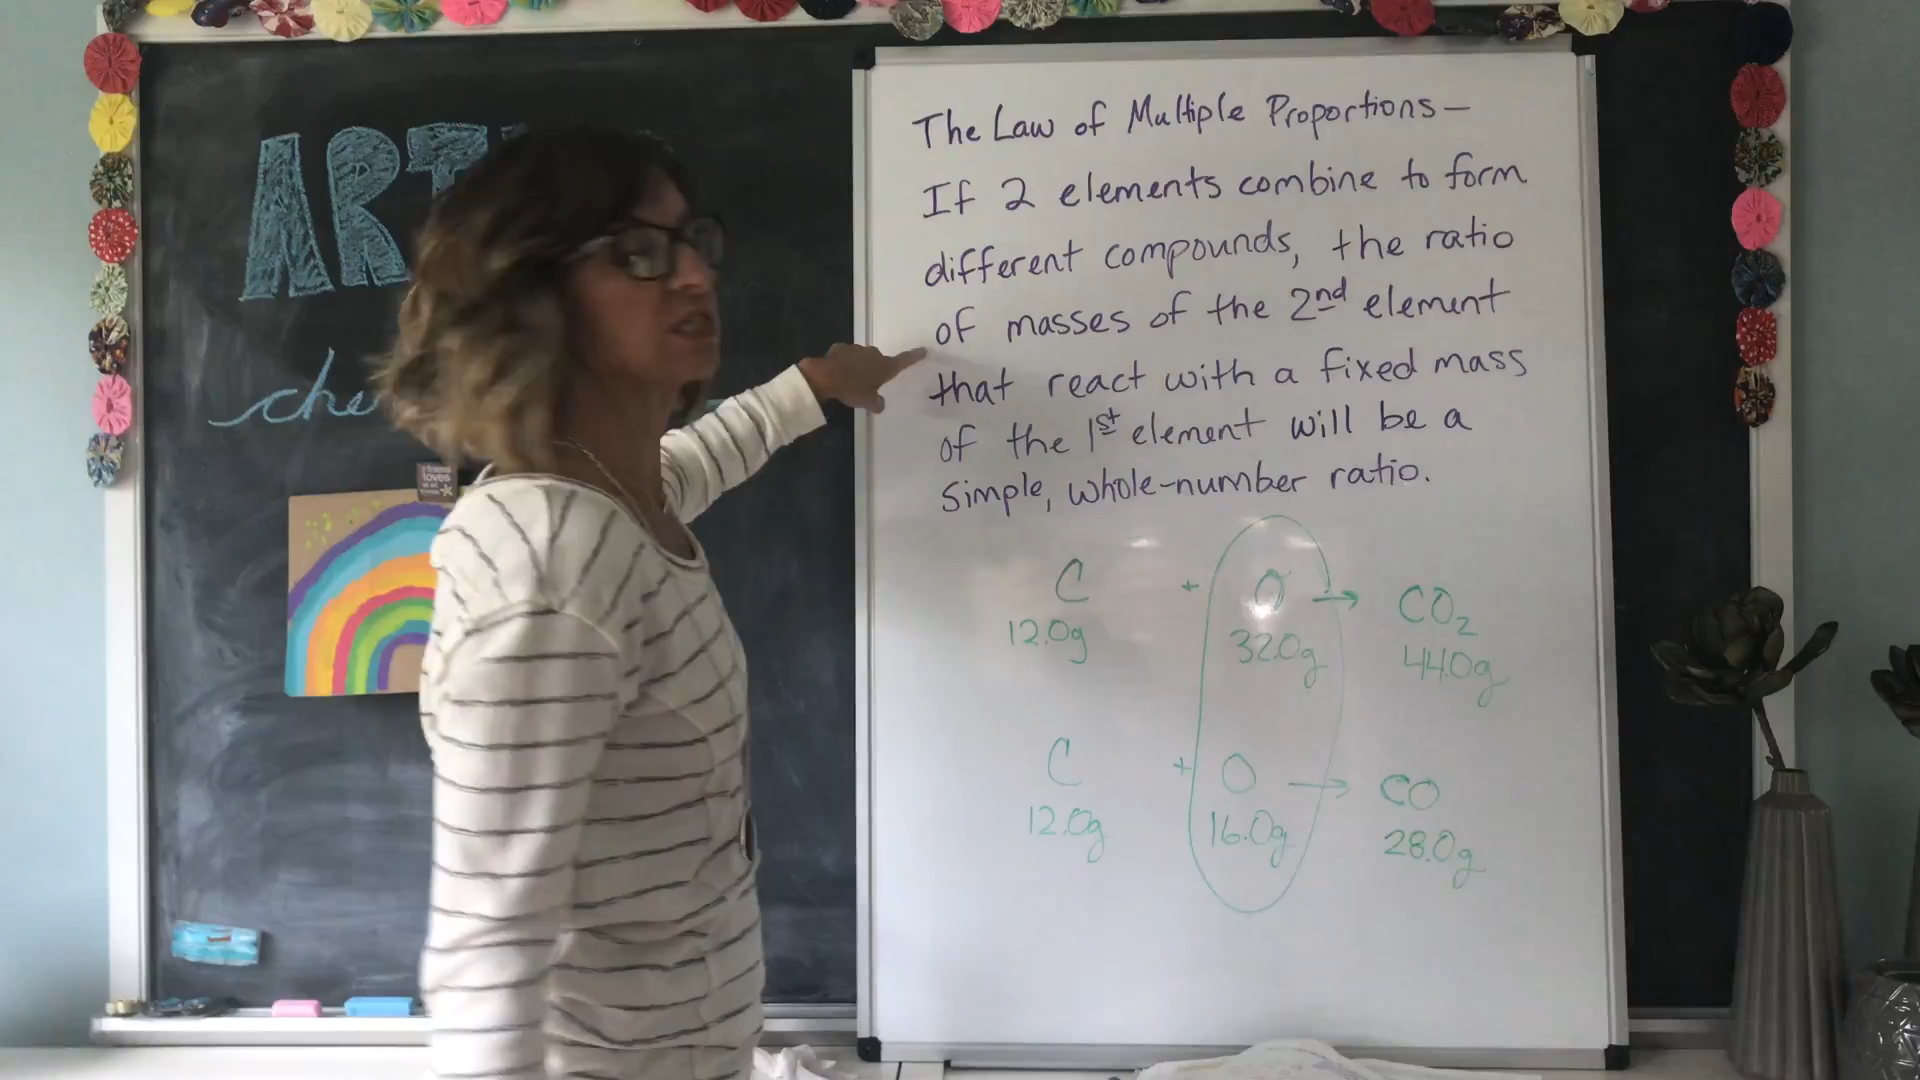 ART
che
friend
loves
The Law of Multiple Proportions—
If 2 elements combine to form
different compounds, the ratio
of masses of the 2nd element
that react with a fixed mass
of the 1st element will be a
simple, whole-number ratio.
C + O → CO2
12.0g 32.0g 44.0g
C + O → CO
12.0g 16.0g 28.0g